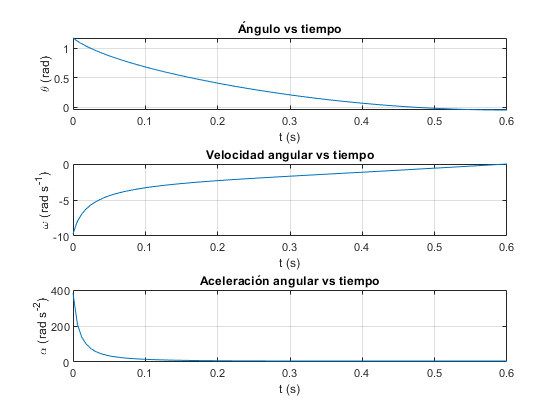 Ángulo vs tiempo
θ (rad)
1
0.5
0
0 0.1 0.2 0.3 0.4 0.5 0.6
t (s)
Velocidad angular vs tiempo
ω (rad s⁻¹)
0
-5
-10
0 0.1 0.2 0.3 0.4 0.5 0.6
t (s)
Aceleración angular vs tiempo
α (rad s⁻²)
400
200
0
0 0.1 0.2 0.3 0.4 0.5 0.6
t (s)